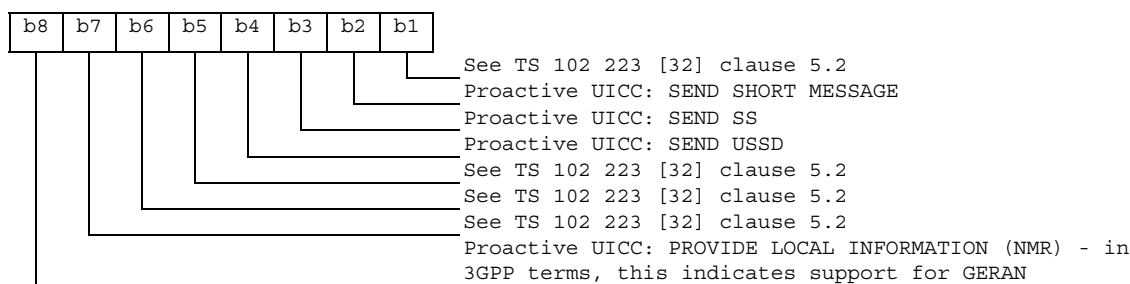 b8 b7 b6 b5 b4 b3 b2 b1
See TS 102 223 [32] clause 5.2
Proactive UICC: SEND SHORT MESSAGE
Proactive UICC: SEND SS
Proactive UICC: SEND USSD
See TS 102 223 [32] clause 5.2
See TS 102 223 [32] clause 5.2
See TS 102 223 [32] clause 5.2
Proactive UICC: PROVIDE LOCAL INFORMATION (NMR) - in
3GPP terms, this indicates support for GERAN